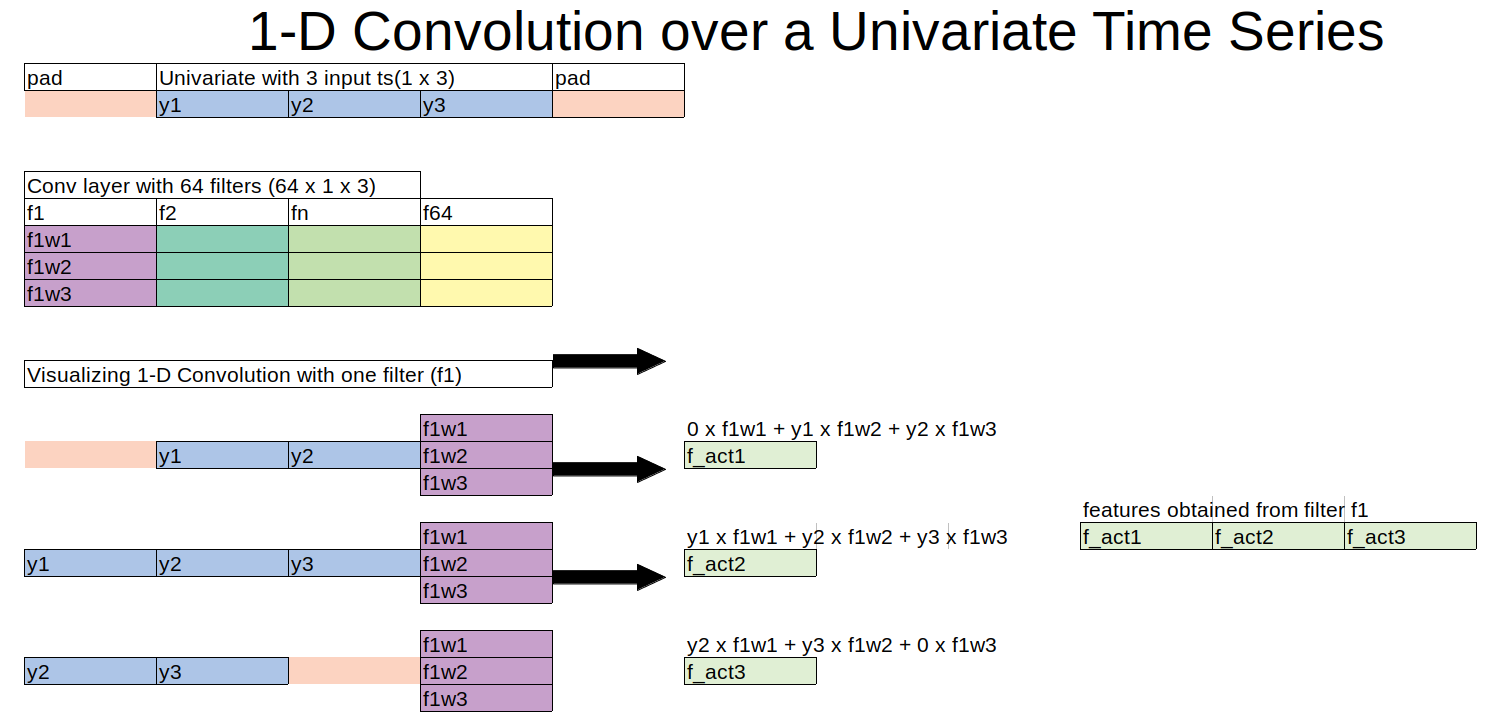 1-D Convolution over a Univariate Time Series
pad Univariate with 3 input ts(1 x 3) pad
y1 y2 y3
Conv layer with 64 filters (64 x 1 x 3)
f1 f2 fn f64
f1w1
f1w2
f1w3
Visualizing 1-D Convolution with one filter (f1)
f1w1
0 x f1w1 + y1 x f1w2 + y2 x f1w3
y1 y2 f1w2 f_act1
f1w3
features obtained from filter f1
f_act1 f_act2 f_act3
f1w1
y1 x f1w1 + y2 x f1w2 + y3 x f1w3
y1 y2 y3 f1w2 f_act2
f1w3
f1w1
y2 x f1w1 + y3 x f1w2 + 0 x f1w3
y2 y3 f1w2 f_act3
f1w3